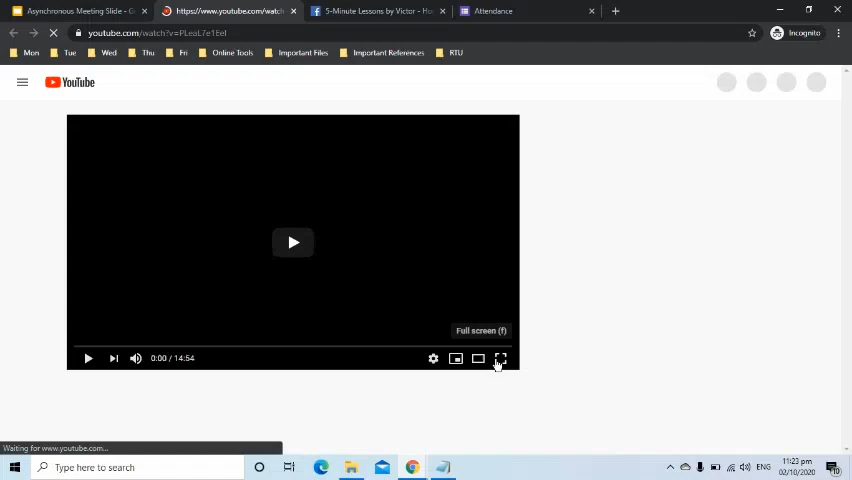 Asynchronous Meeting Slide - G
https://www.youtube.com/watch
5-Minute Lessons by Victor - Ho
Attendance
youtube.com/watch?v=PLeaL7e1EeI
Incognito
Mon
Tue
Wed
Thu
Fri
Online Tools
Important Files
Important References
RTU
YouTube
Full screen (f)
0:00 / 14:54
Waiting for www.youtube.com...
Type here to search
ENG
11:23 pm
02/10/2020
10